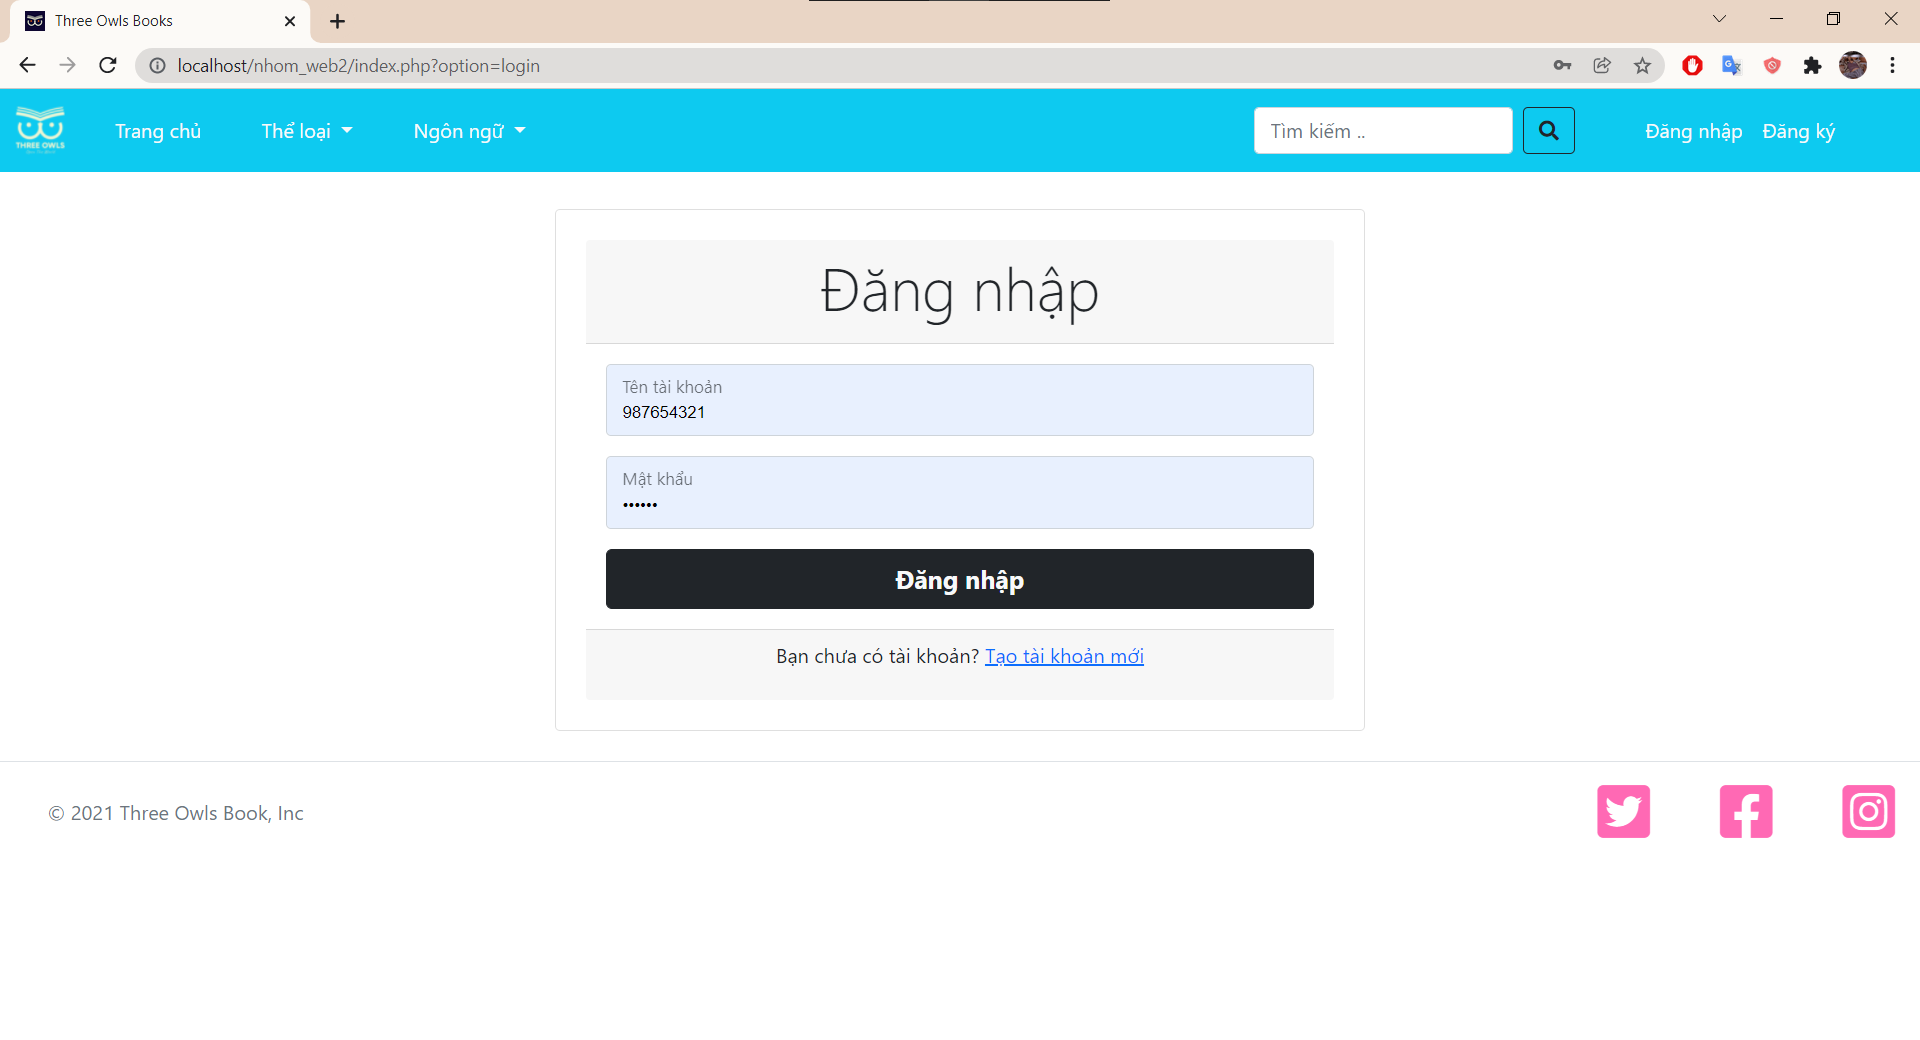 Three Owls Books
localhost/nhom_web2/index.php?option=login
THREE OWLS
Trang chủ
Thể loại
Ngôn ngữ
Tìm kiếm ..
Đăng nhập
Đăng ký
Đăng nhập
Tên tài khoản
987654321
Mật khẩu
••••••
Đăng nhập
Bạn chưa có tài khoản? Tạo tài khoản mới
© 2021 Three Owls Book, Inc